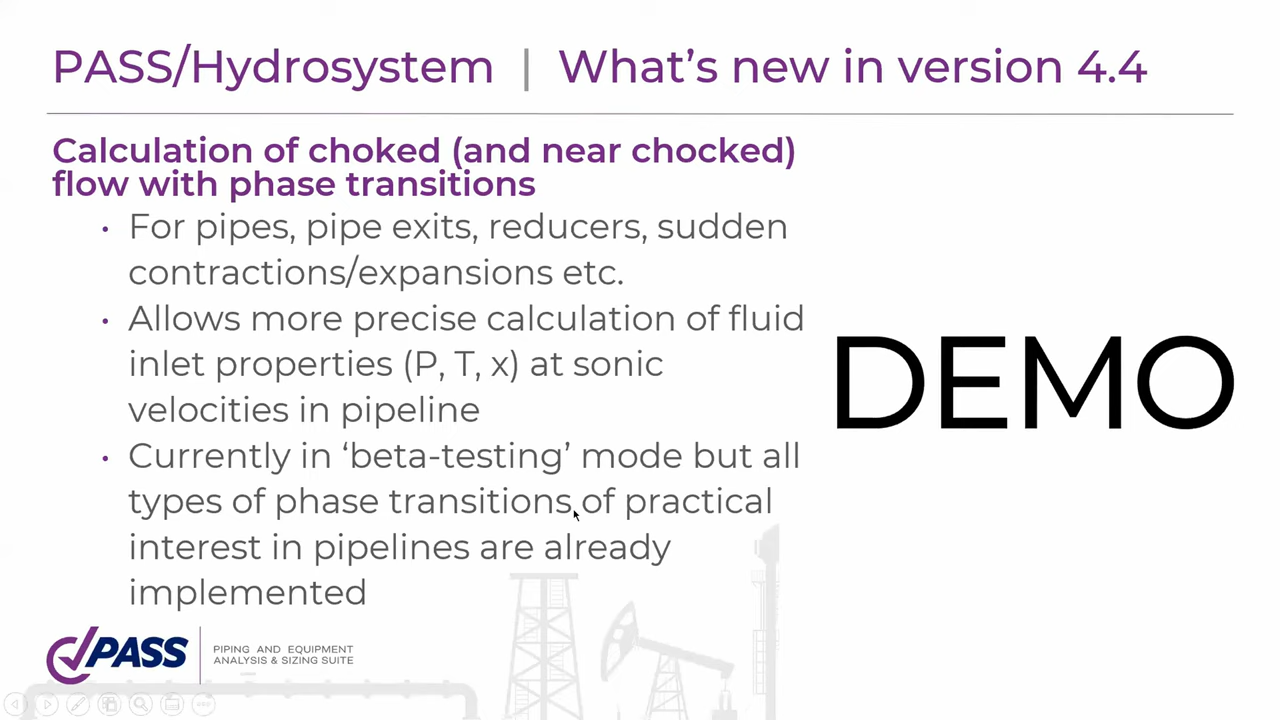 PASS/Hydrosystem | What's new in version 4.4
Calculation of choked (and near chocked)
flow with phase transitions
• For pipes, pipe exits, reducers, sudden
contractions/expansions etc.
• Allows more precise calculation of fluid
inlet properties (P, T, x) at sonic
velocities in pipeline
• Currently in ‘beta-testing’ mode but all
types of phase transitions of practical
interest in pipelines are already
implemented
DEMO
PASS
PIPING AND EQUIPMENT
ANALYSIS & SIZING SUITE